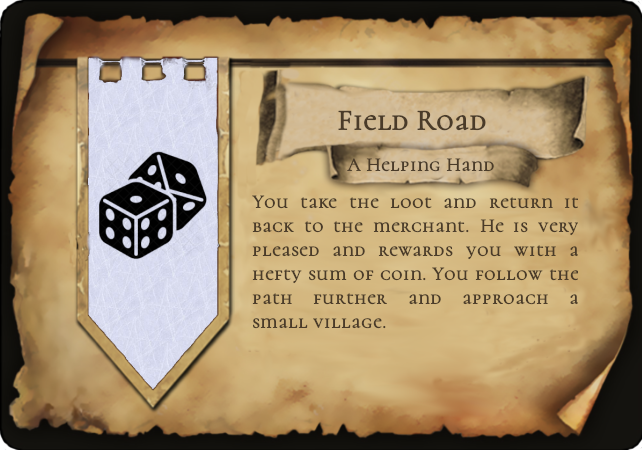 Field Road
A Helping Hand
You take the loot and return it
back to the merchant. He is very
pleased and rewards you with a
hefty sum of coin. You follow the
path further and approach a
small village.